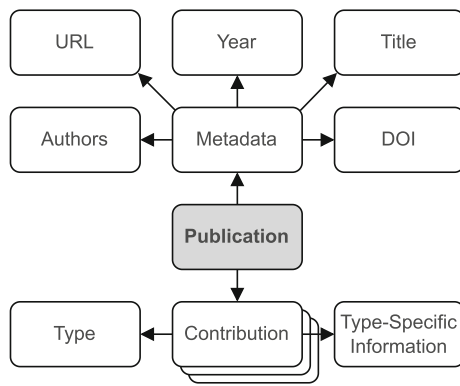 URL
Year
Title
Authors
Metadata
DOI
Publication
Type
Contribution
Type-Specific
Information